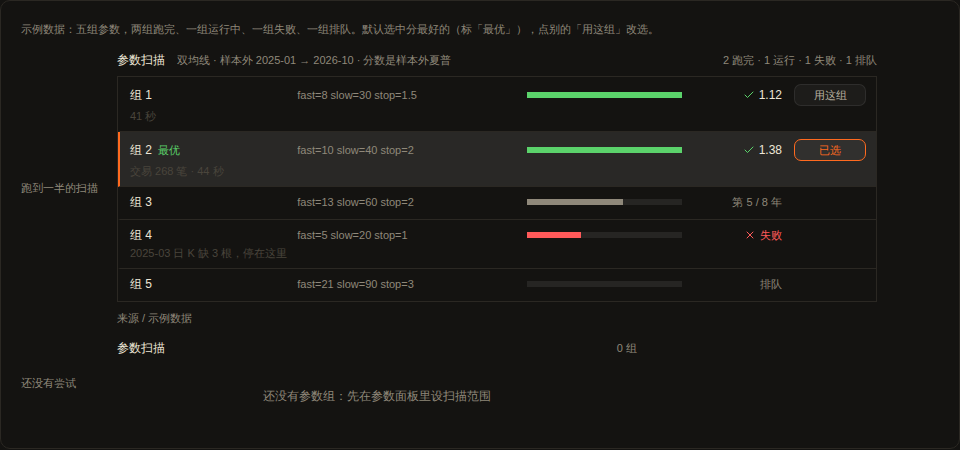 示例数据：五组参数，两组跑完、一组运行中、一组失败、一组排队。默认选中分最好的（标「最优」），点别的「用这组」改选。
参数扫描 双均线 · 样本外 2025-01 → 2026-10 · 分数是样本外夏普 2 跑完 · 1 运行 · 1 失败 · 1 排队
组 1 fast=8 slow=30 stop=1.5 ✓ 1.12 用这组
41 秒
组 2 最优 fast=10 slow=40 stop=2 ✓ 1.38 已选
交易 268 笔 · 44 秒
跑到一半的扫描
组 3 fast=13 slow=60 stop=2 第 5 / 8 年
组 4 fast=5 slow=20 stop=1 ✕ 失败
2025-03 日 K 缺 3 根，停在这里
组 5 fast=21 slow=90 stop=3 排队
来源 / 示例数据
参数扫描 0 组
还没有尝试
还没有参数组：先在参数面板里设扫描范围